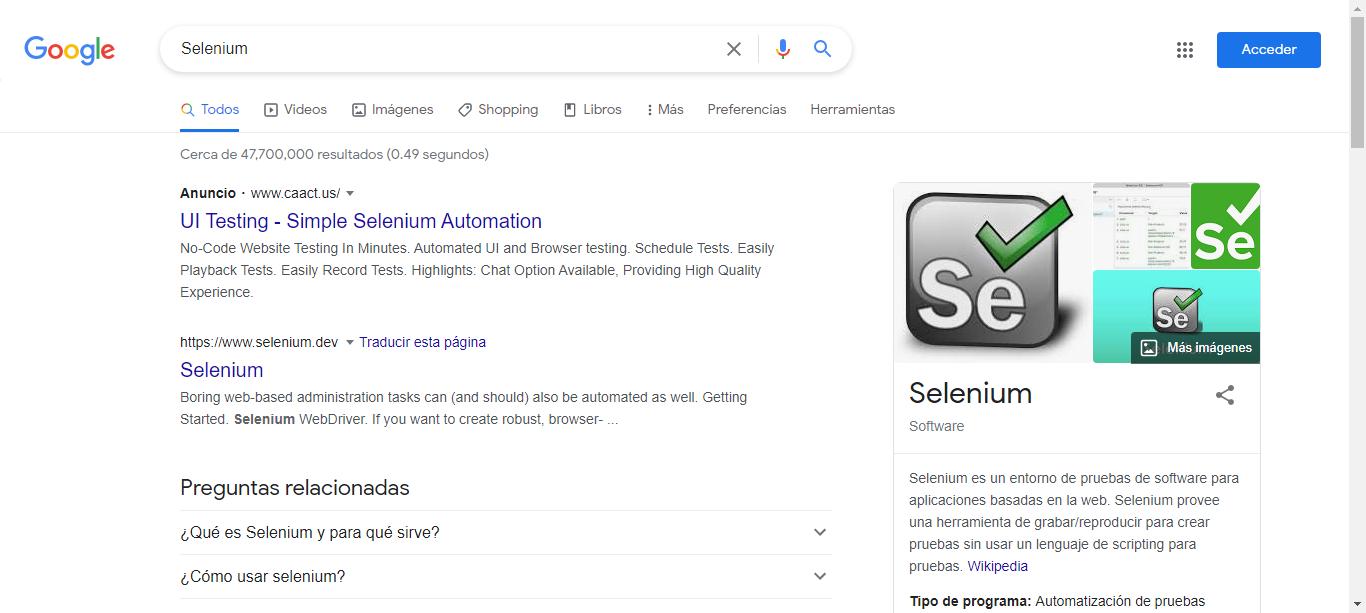 Google
Selenium
Acceder
Todos
Videos
Imágenes
Shopping
Libros
Más
Preferencias
Herramientas
Cerca de 47,700,000 resultados (0.49 segundos)
Anuncio · www.caact.us/
UI Testing - Simple Selenium Automation
No-Code Website Testing In Minutes. Automated UI and Browser testing. Schedule Tests. Easily
Playback Tests. Easily Record Tests. Highlights: Chat Option Available, Providing High Quality
Experience.
https://www.selenium.dev Traducir esta página
Selenium
Boring web-based administration tasks can (and should) also be automated as well. Getting
Started. Selenium WebDriver. If you want to create robust, browser- ...
Preguntas relacionadas
¿Qué es Selenium y para qué sirve?
¿Cómo usar selenium?
Se
Se
Se
Más imágenes
Selenium
Software
Selenium es un entorno de pruebas de software para
aplicaciones basadas en la web. Selenium provee
una herramienta de grabar/reproducir para crear
pruebas sin usar un lenguaje de scripting para
pruebas. Wikipedia
Tipo de programa: Automatización de pruebas